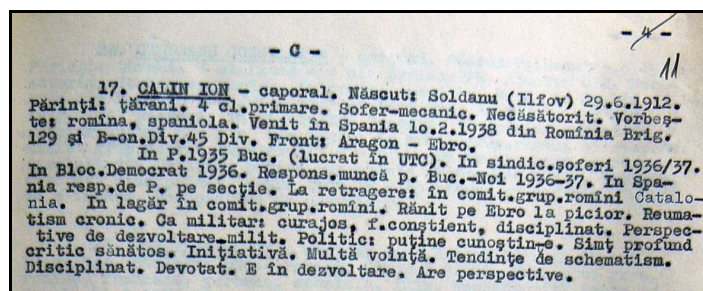 - 4 -
- C -
11
17. CALIN ION - caporal. Născut: Soldanu (Ilfov) 29.6.1912.
Părinţi: ţărani. 4 cl.primare. Sofer-mecanic. Necăsătorit. Vorbeş-
te: romîna, spaniola. Venit în Spania lo.2.1938 din Romînia Brig.
129 şi B-on.Div.45 Div. Front: Aragon - Ebro.
In P.1935 Buc. (lucrat în UTC). In sindic.şoferi 1936/37.
In Bloc.Democrat 1936. Respons.muncă p. Buc.-Noi 1936-37. In Spa-
nia resp.de P. pe secţie. La retragere: în comit.grup.romîni Catalo-
nia. In lagăr în comit.grup.romîni. Rănit pe Ebro la picior. Reuma-
tism cronic. Ca militar: curajos, f.constient, disciplinat. Perspec-
tive de dezvoltare milit. Politic: puţine cunoştinţe. Simţ profund
critic sănătos. Iniţiativă. Multă voinţă. Tendinţe de schematism.
Disciplinat. Devotat. E în dezvoltare. Are perspective.